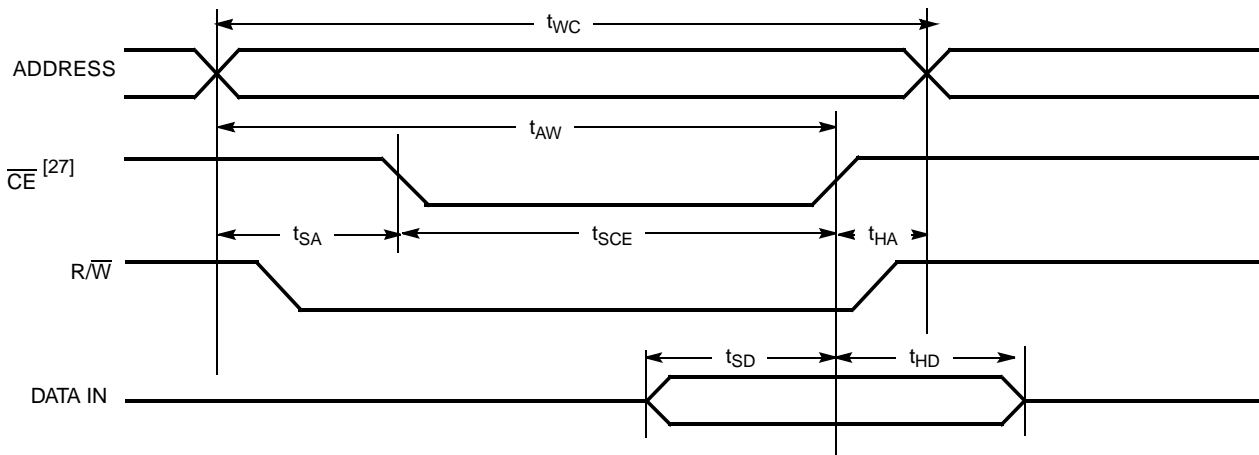 tWC
ADDRESS
tAW
CE [27]
tSA tSCE tHA
R/W
tSD tHD
DATA IN